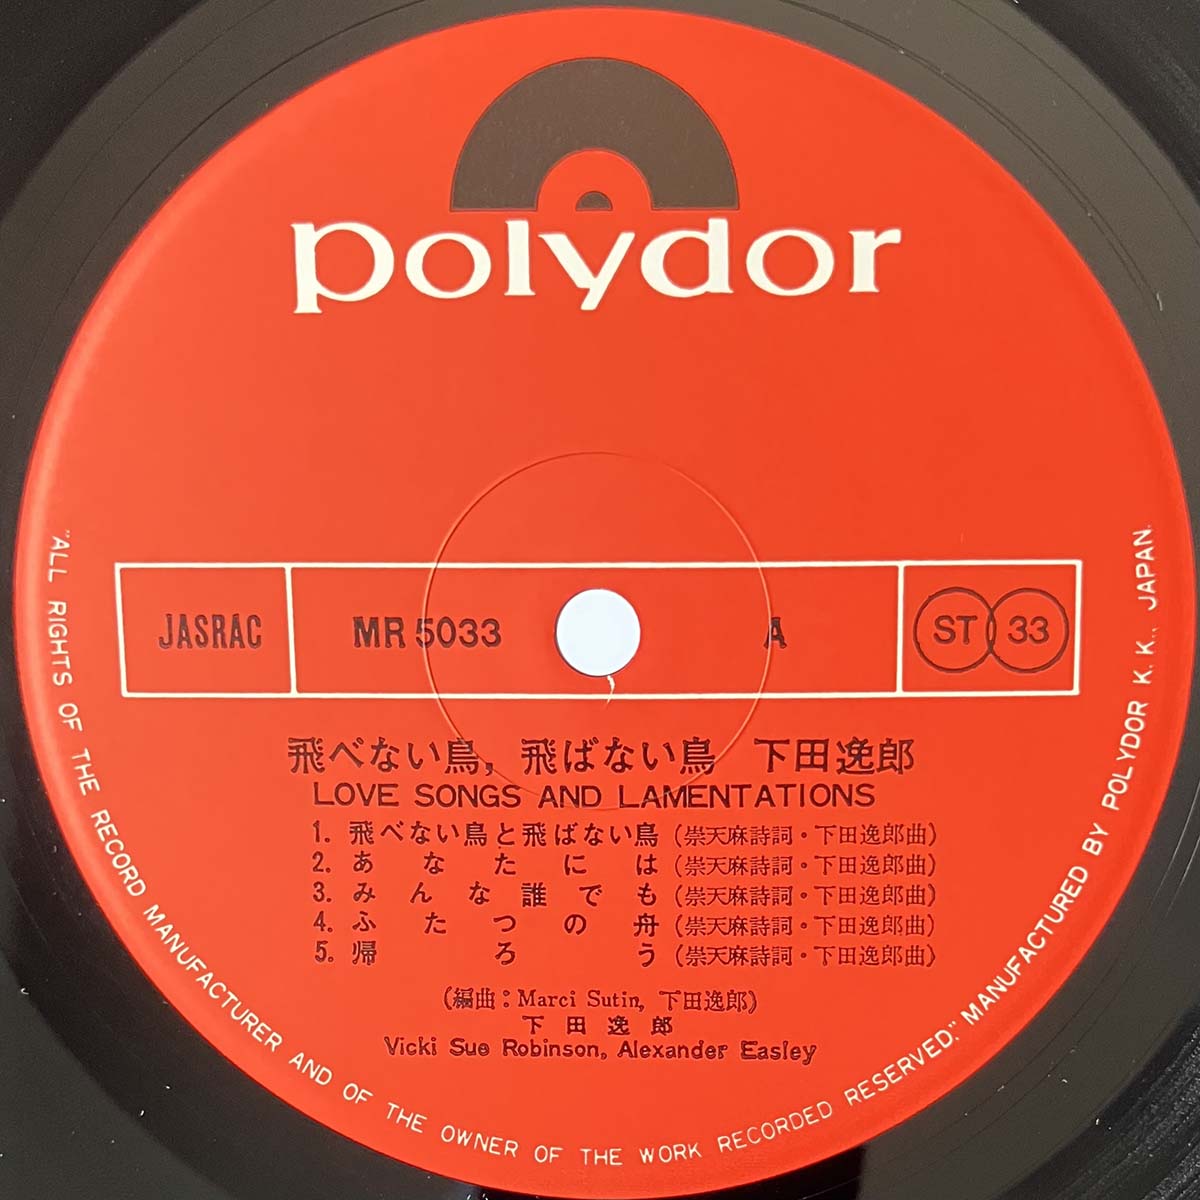 polydor
JASRAC MR 5033 A ST 33
飛べない鳥, 飛ばない鳥 下田逸郎
LOVE SONGS AND LAMENTATIONS
1. 飛べない鳥と飛ばない鳥 (崇天麻詩詞・下田逸郎曲)
2. あなたには (崇天麻詩詞・下田逸郎曲)
3. みんな誰でも (崇天麻詩詞・下田逸郎曲)
4. ふたつの舟 (崇天麻詩詞・下田逸郎曲)
5. 帰ろう (崇天麻詩詞・下田逸郎曲)
(編曲：Marci Sutin, 下田逸郎)
下田逸郎
Vicki Sue Robinson, Alexander Easley
"ALL RIGHTS OF THE RECORD MANUFACTURER AND OF THE OWNER OF THE WORK RECORDED RESERVED," MANUFACTURED BY POLYDOR K. K., JAPAN.